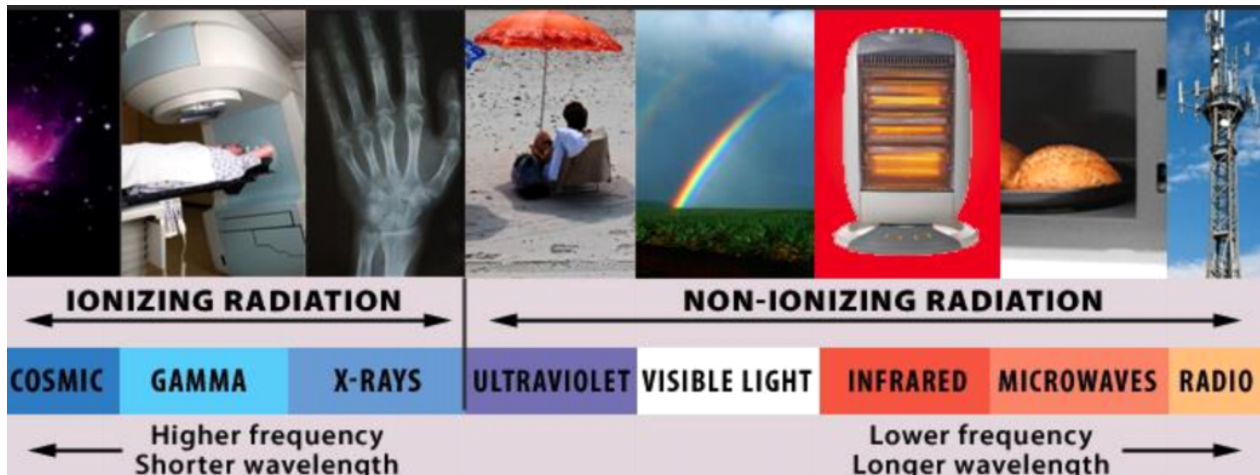 IONIZING RADIATION
NON-IONIZING RADIATION
COSMIC
GAMMA
X-RAYS
ULTRAVIOLET
VISIBLE LIGHT
INFRARED
MICROWAVES
RADIO
Higher frequency
Shorter wavelength
Lower frequency
Longer wavelength